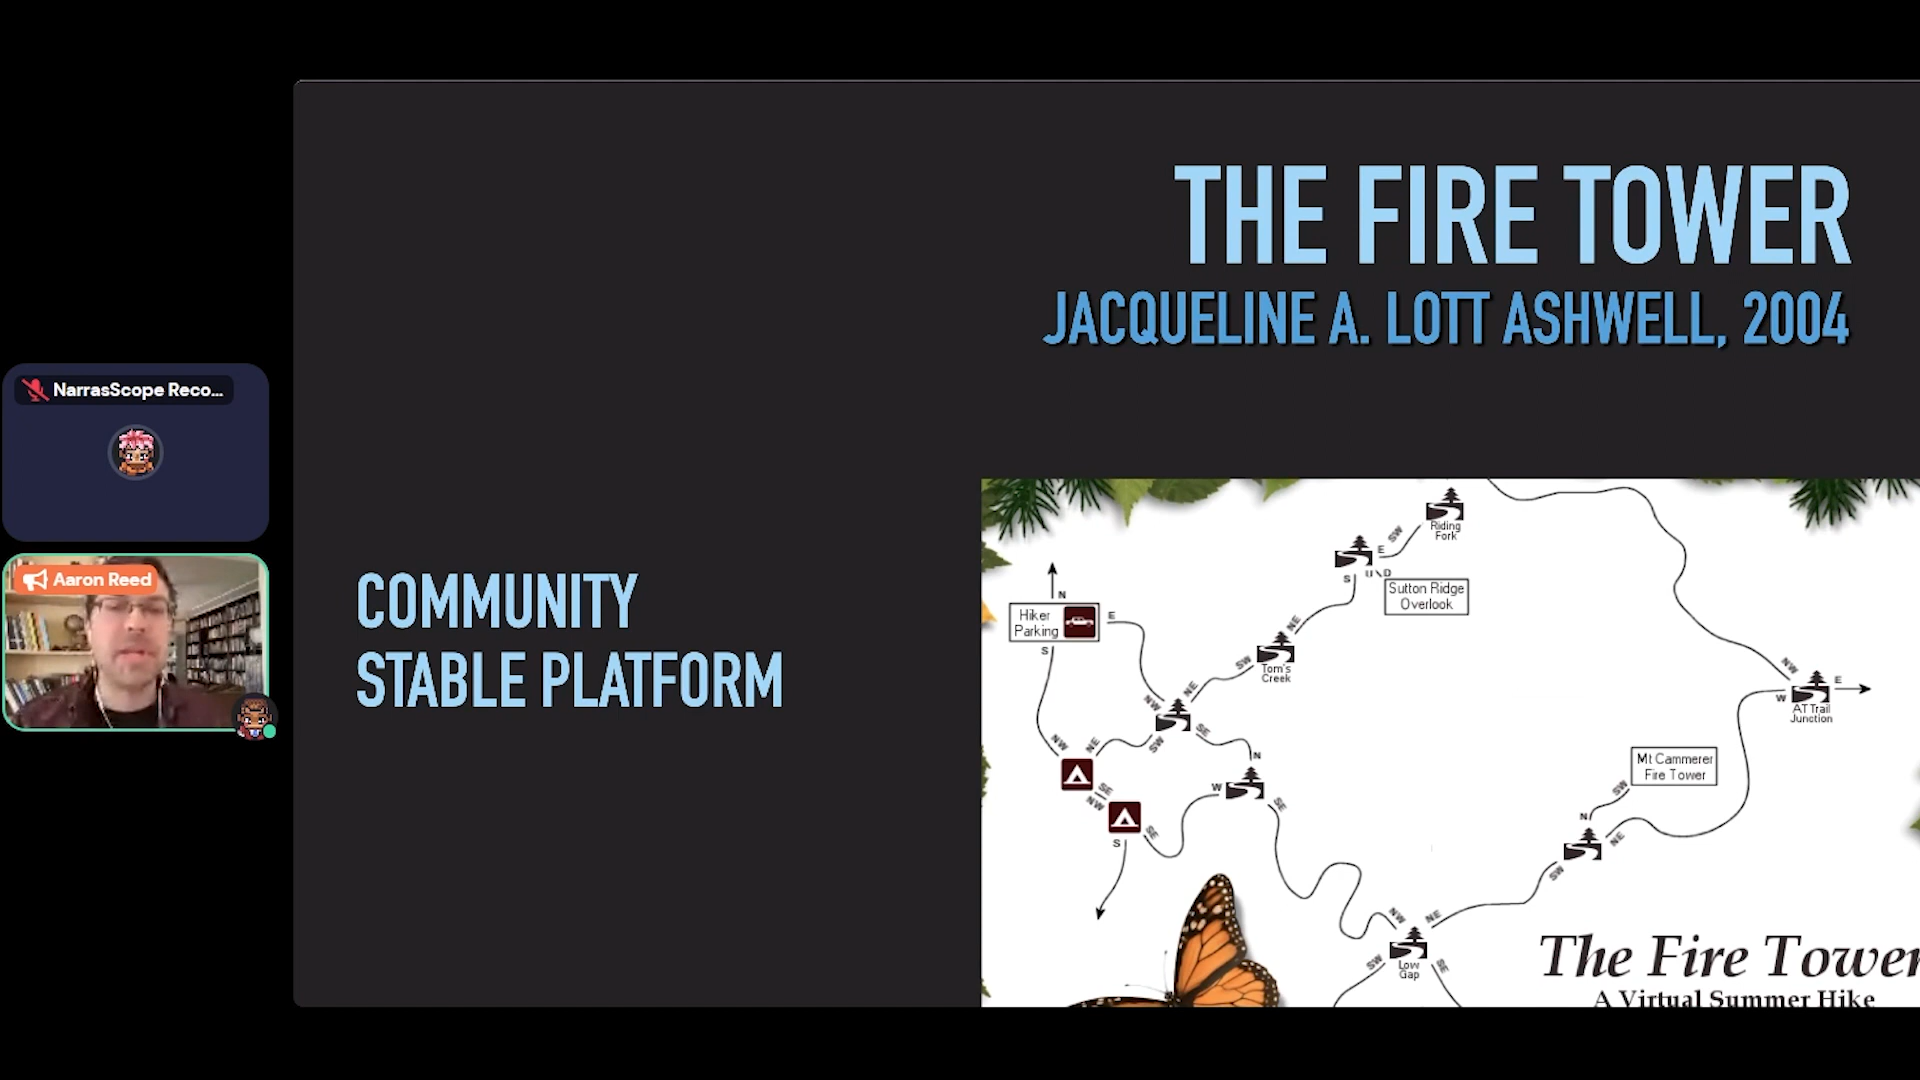 THE FIRE TOWER
JACQUELINE A. LOTT ASHWELL, 2004
NarrasScope Reco...
Aaron Reed
COMMUNITY
STABLE PLATFORM
Riding
Fork
SW
E
S
U\D
Sutton Ridge
Overlook
N
Hiker
Parking
E
S
NE
SW
Tom's
Creek
NW
NE
SW
SE
NW
NE
SE
NW
SE
S
N
W
SE
NW
W
E
AT Trail
Junction
Mt Cammerer
Fire Tower
SW
N
NE
SW
NW
NE
SW
SE
Low
Gap
The Fire Tower
A Virtual Summer Hike